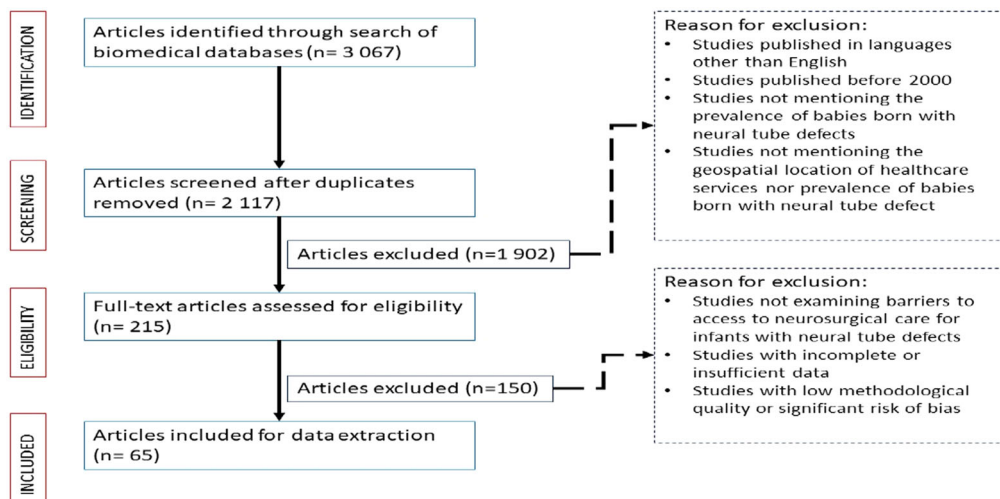 IDENTIFICATION
Articles identified through search of
biomedical databases (n= 3 067)
Reason for exclusion:
• Studies published in languages
other than English
• Studies published before 2000
• Studies not mentioning the
prevalence of babies born with
neural tube defects
• Studies not mentioning the
geospatial location of healthcare
services nor prevalence of babies
born with neural tube defect
SCREENING
Articles screened after duplicates
removed (n= 2 117)
Articles excluded (n=1 902)
ELIGIBILITY
Full-text articles assessed for eligibility
(n= 215)
Reason for exclusion:
• Studies not examining barriers to
access to neurosurgical care for
infants with neural tube defects
• Studies with incomplete or
insufficient data
• Studies with low methodological
quality or significant risk of bias
Articles excluded (n=150)
INCLUDED
Articles included for data extraction
(n= 65)